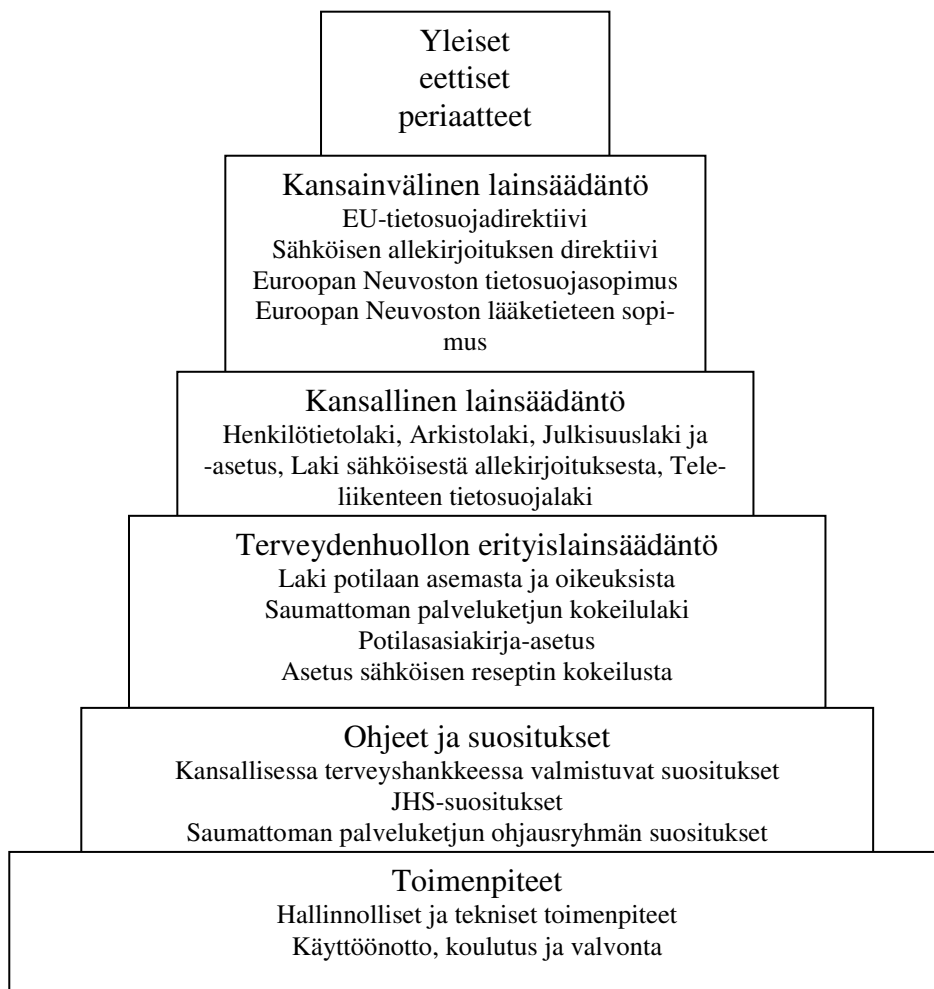 Yleiset
eettiset
periaatteet
Kansainvälinen lainsäädäntö
EU-tietosuojadirektiivi
Sähköisen allekirjoituksen direktiivi
Euroopan Neuvoston tietosuojasopimus
Euroopan Neuvoston lääketieteen sopi-
mus
Kansallinen lainsäädäntö
Henkilötietolaki, Arkistolaki, Julkisuuslaki ja
-asetus, Laki sähköisestä allekirjoituksesta, Tele-
liikenteen tietosuojalaki
Terveydenhuollon erityislainsäädäntö
Laki potilaan asemasta ja oikeuksista
Saumattoman palveluketjun kokeilulaki
Potilasasiakirja-asetus
Asetus sähköisen reseptin kokeilusta
Ohjeet ja suositukset
Kansallisessa terveyshankkeessa valmistuvat suositukset
JHS-suositukset
Saumattoman palveluketjun ohjausryhmän suositukset
Toimenpiteet
Hallinnolliset ja tekniset toimenpiteet
Käyttöönotto, koulutus ja valvonta